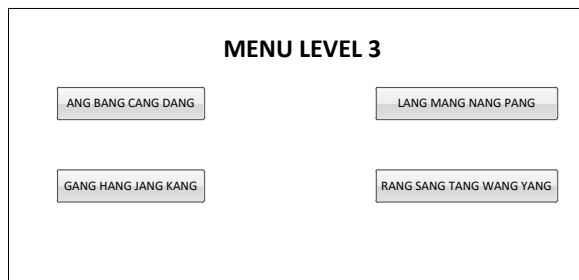 MENU LEVEL 3
ANG BANG CANG DANG
LANG MANG NANG PANG
GANG HANG JANG KANG
RANG SANG TANG WANG YANG